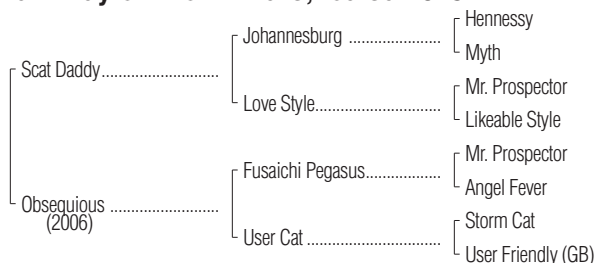 Hennessy
Johannesburg ......................
Myth
Scat Daddy............................
Mr. Prospector
Love Style..............................
Likeable Style
Mr. Prospector
Fusaichi Pegasus..................
Angel Fever
Obsequious ..........................
(2006)
Storm Cat
User Cat ................................
User Friendly (GB)